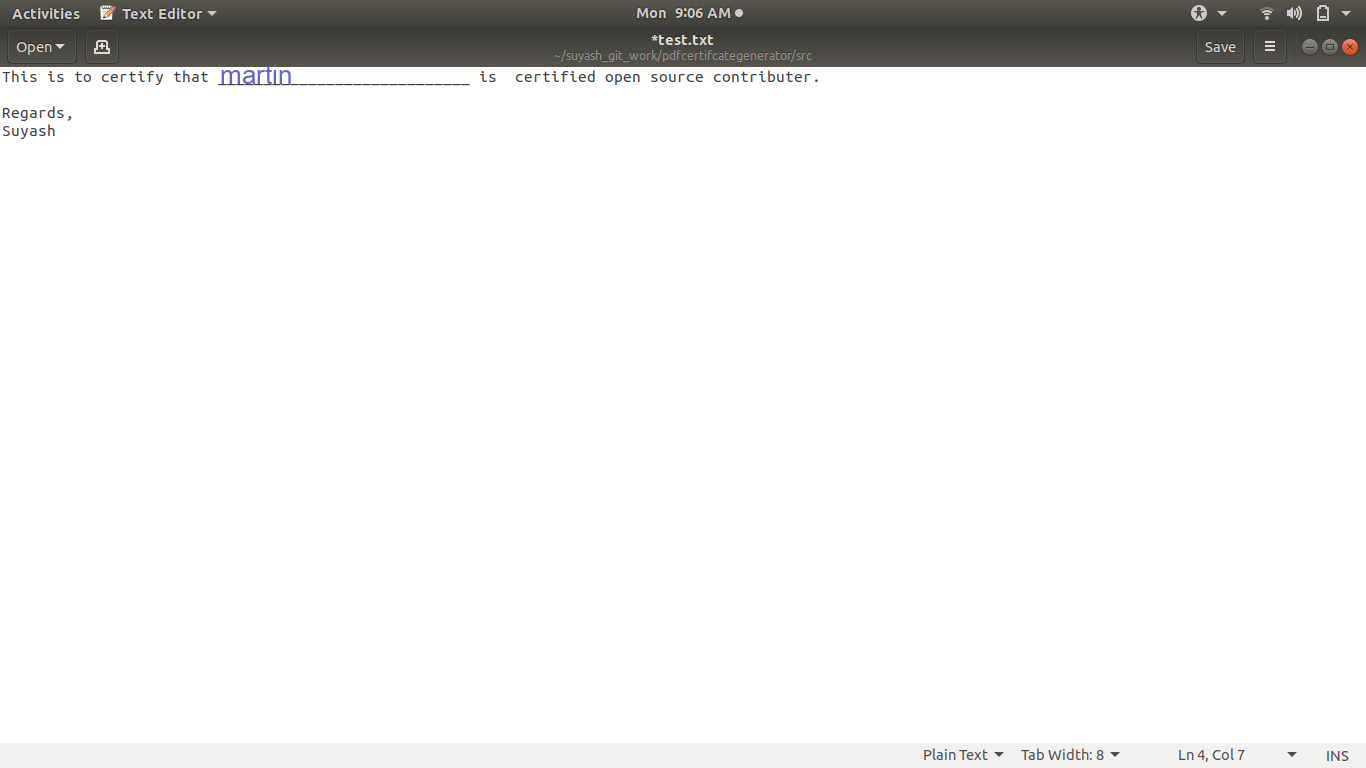 Activities Text Editor Mon 9:06 AM
Open *test.txt Save
~/suyash_git_work/pdfcertifcategenerator/src
This is to certify that martin____________________ is  certified open source contributer.
Regards,
Suyash
Plain Text Tab Width: 8 Ln 4, Col 7 INS